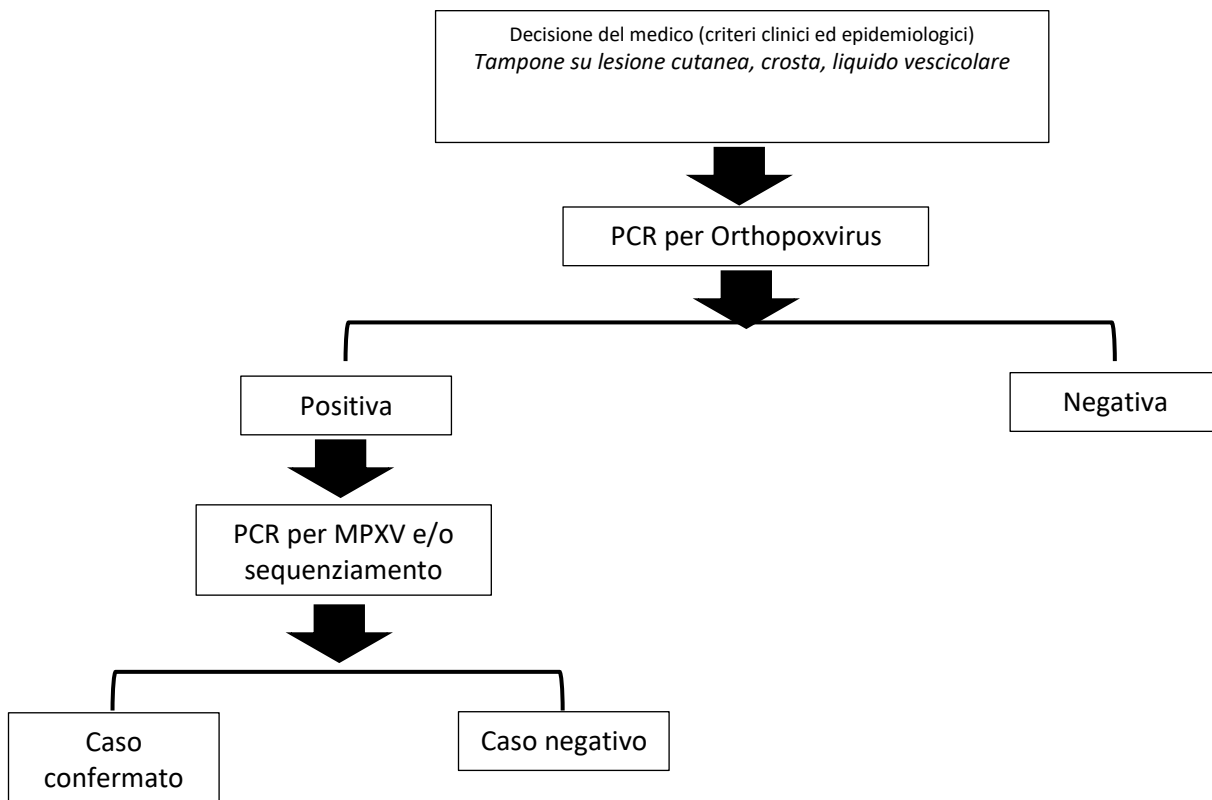 Decisione del medico (criteri clinici ed epidemiologici)
Tampone su lesione cutanea, crosta, liquido vescicolare
PCR per Orthopoxvirus
Positiva
Negativa
PCR per MPXV e/o
sequenziamento
Caso
confermato
Caso negativo